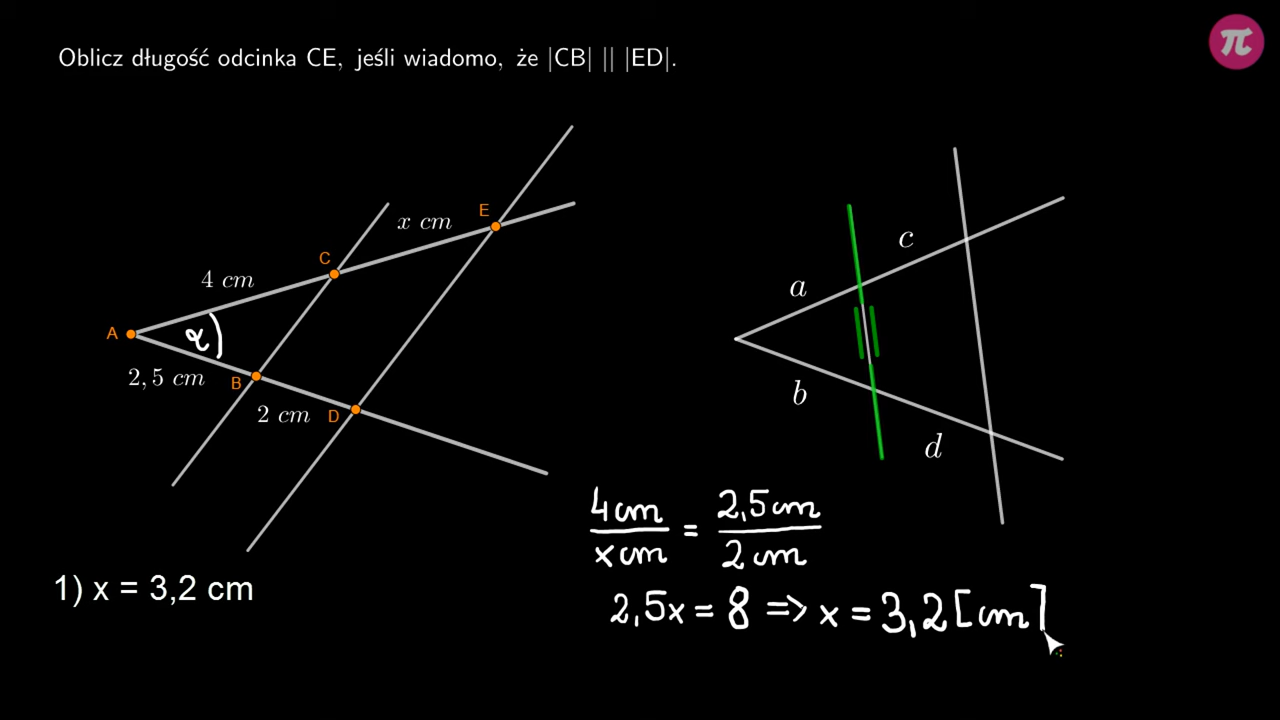 π
Oblicz długość odcinka CE, jeśli wiadomo, że |CB| || |ED|.
E
x cm
C
4 cm
A
α
2,5 cm
B
2 cm
D
c
a
b
d
4cm / xcm = 2,5cm / 2cm
2,5x = 8 => x = 3,2 [cm]
1) x = 3,2 cm